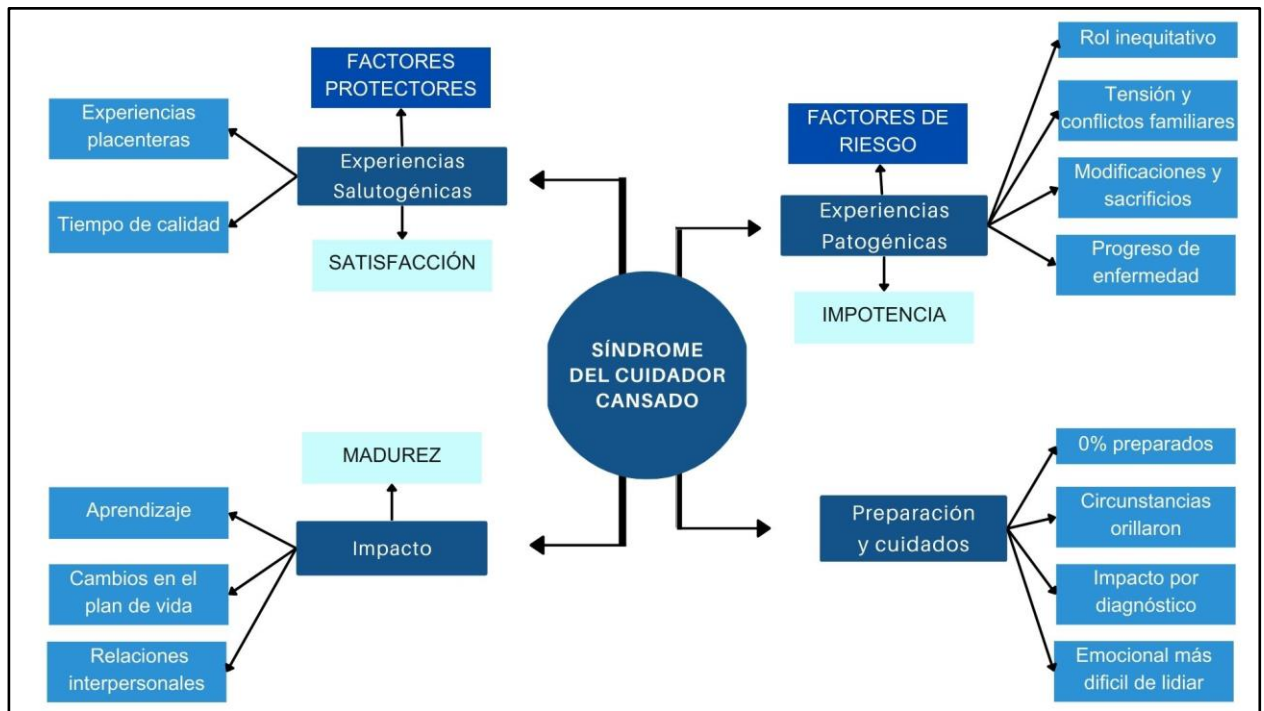 FACTORES
PROTECTORES
Experiencias
placenteras
Experiencias
Salutogénicas
Tiempo de calidad
SATISFACCIÓN
FACTORES DE
RIESGO
Experiencias
Patogénicas
IMPOTENCIA
Rol inequitativo
Tensión y
conflictos familiares
Modificaciones y
sacrificios
Progreso de
enfermedad
SÍNDROME
DEL CUIDADOR
CANSADO
MADUREZ
Aprendizaje
Impacto
Cambios en el
plan de vida
Relaciones
interpersonales
Preparación
y cuidados
0% preparados
Circunstancias
orillaron
Impacto por
diagnóstico
Emocional más
dificil de lidiar